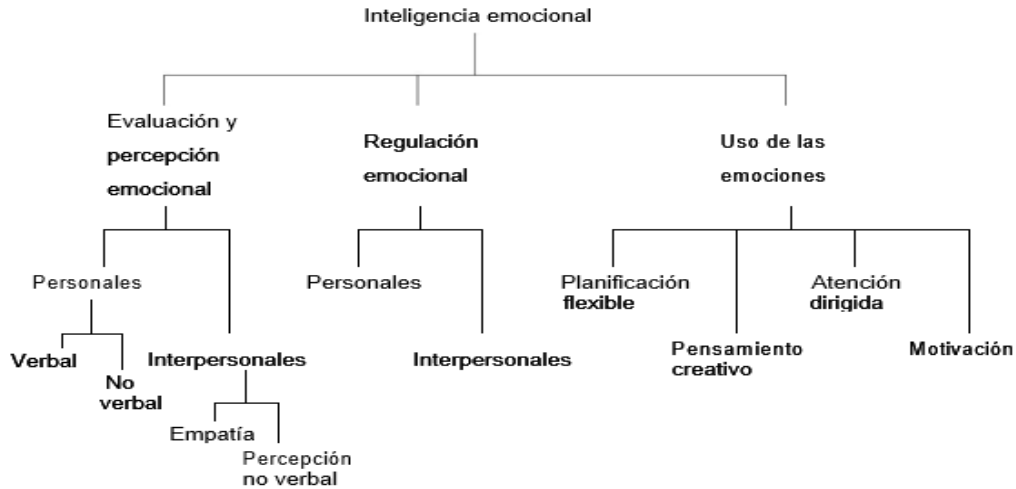 Inteligencia emocional
Evaluación y
percepción
emocional
Regulación
emocional
Uso de las
emociones
Personales
Verbal
No
verbal
Interpersonales
Empatía
Percepción
no verbal
Personales
Interpersonales
Planificación
flexible
Pensamiento
creativo
Atención
dirigida
Motivación